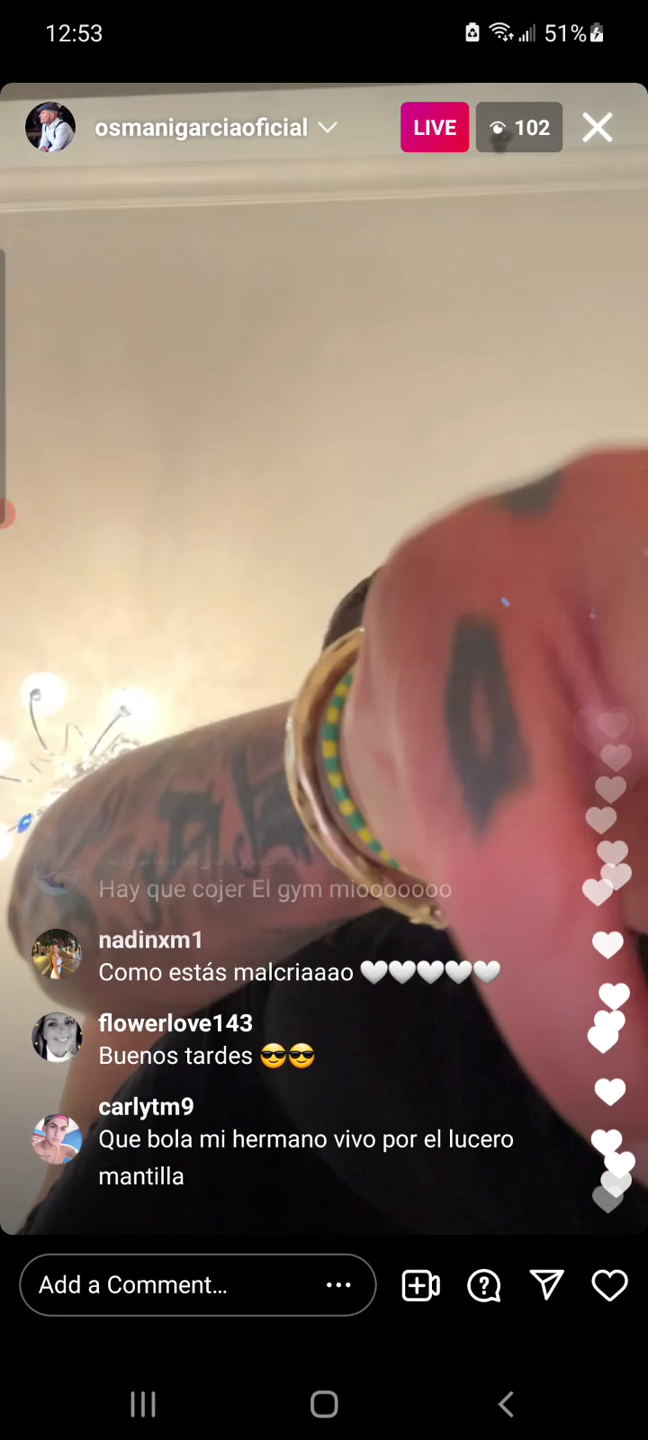 12:53
51%
osmanigarciaoficial
LIVE
102
Hay que cojer El gym miooooooo
nadinxm1
Como estás malcriaaao 🤍🤍🤍🤍🤍
flowerlove143
Buenos tardes 😎😎
carlytm9
Que bola mi hermano vivo por el lucero
mantilla
Add a Comment...